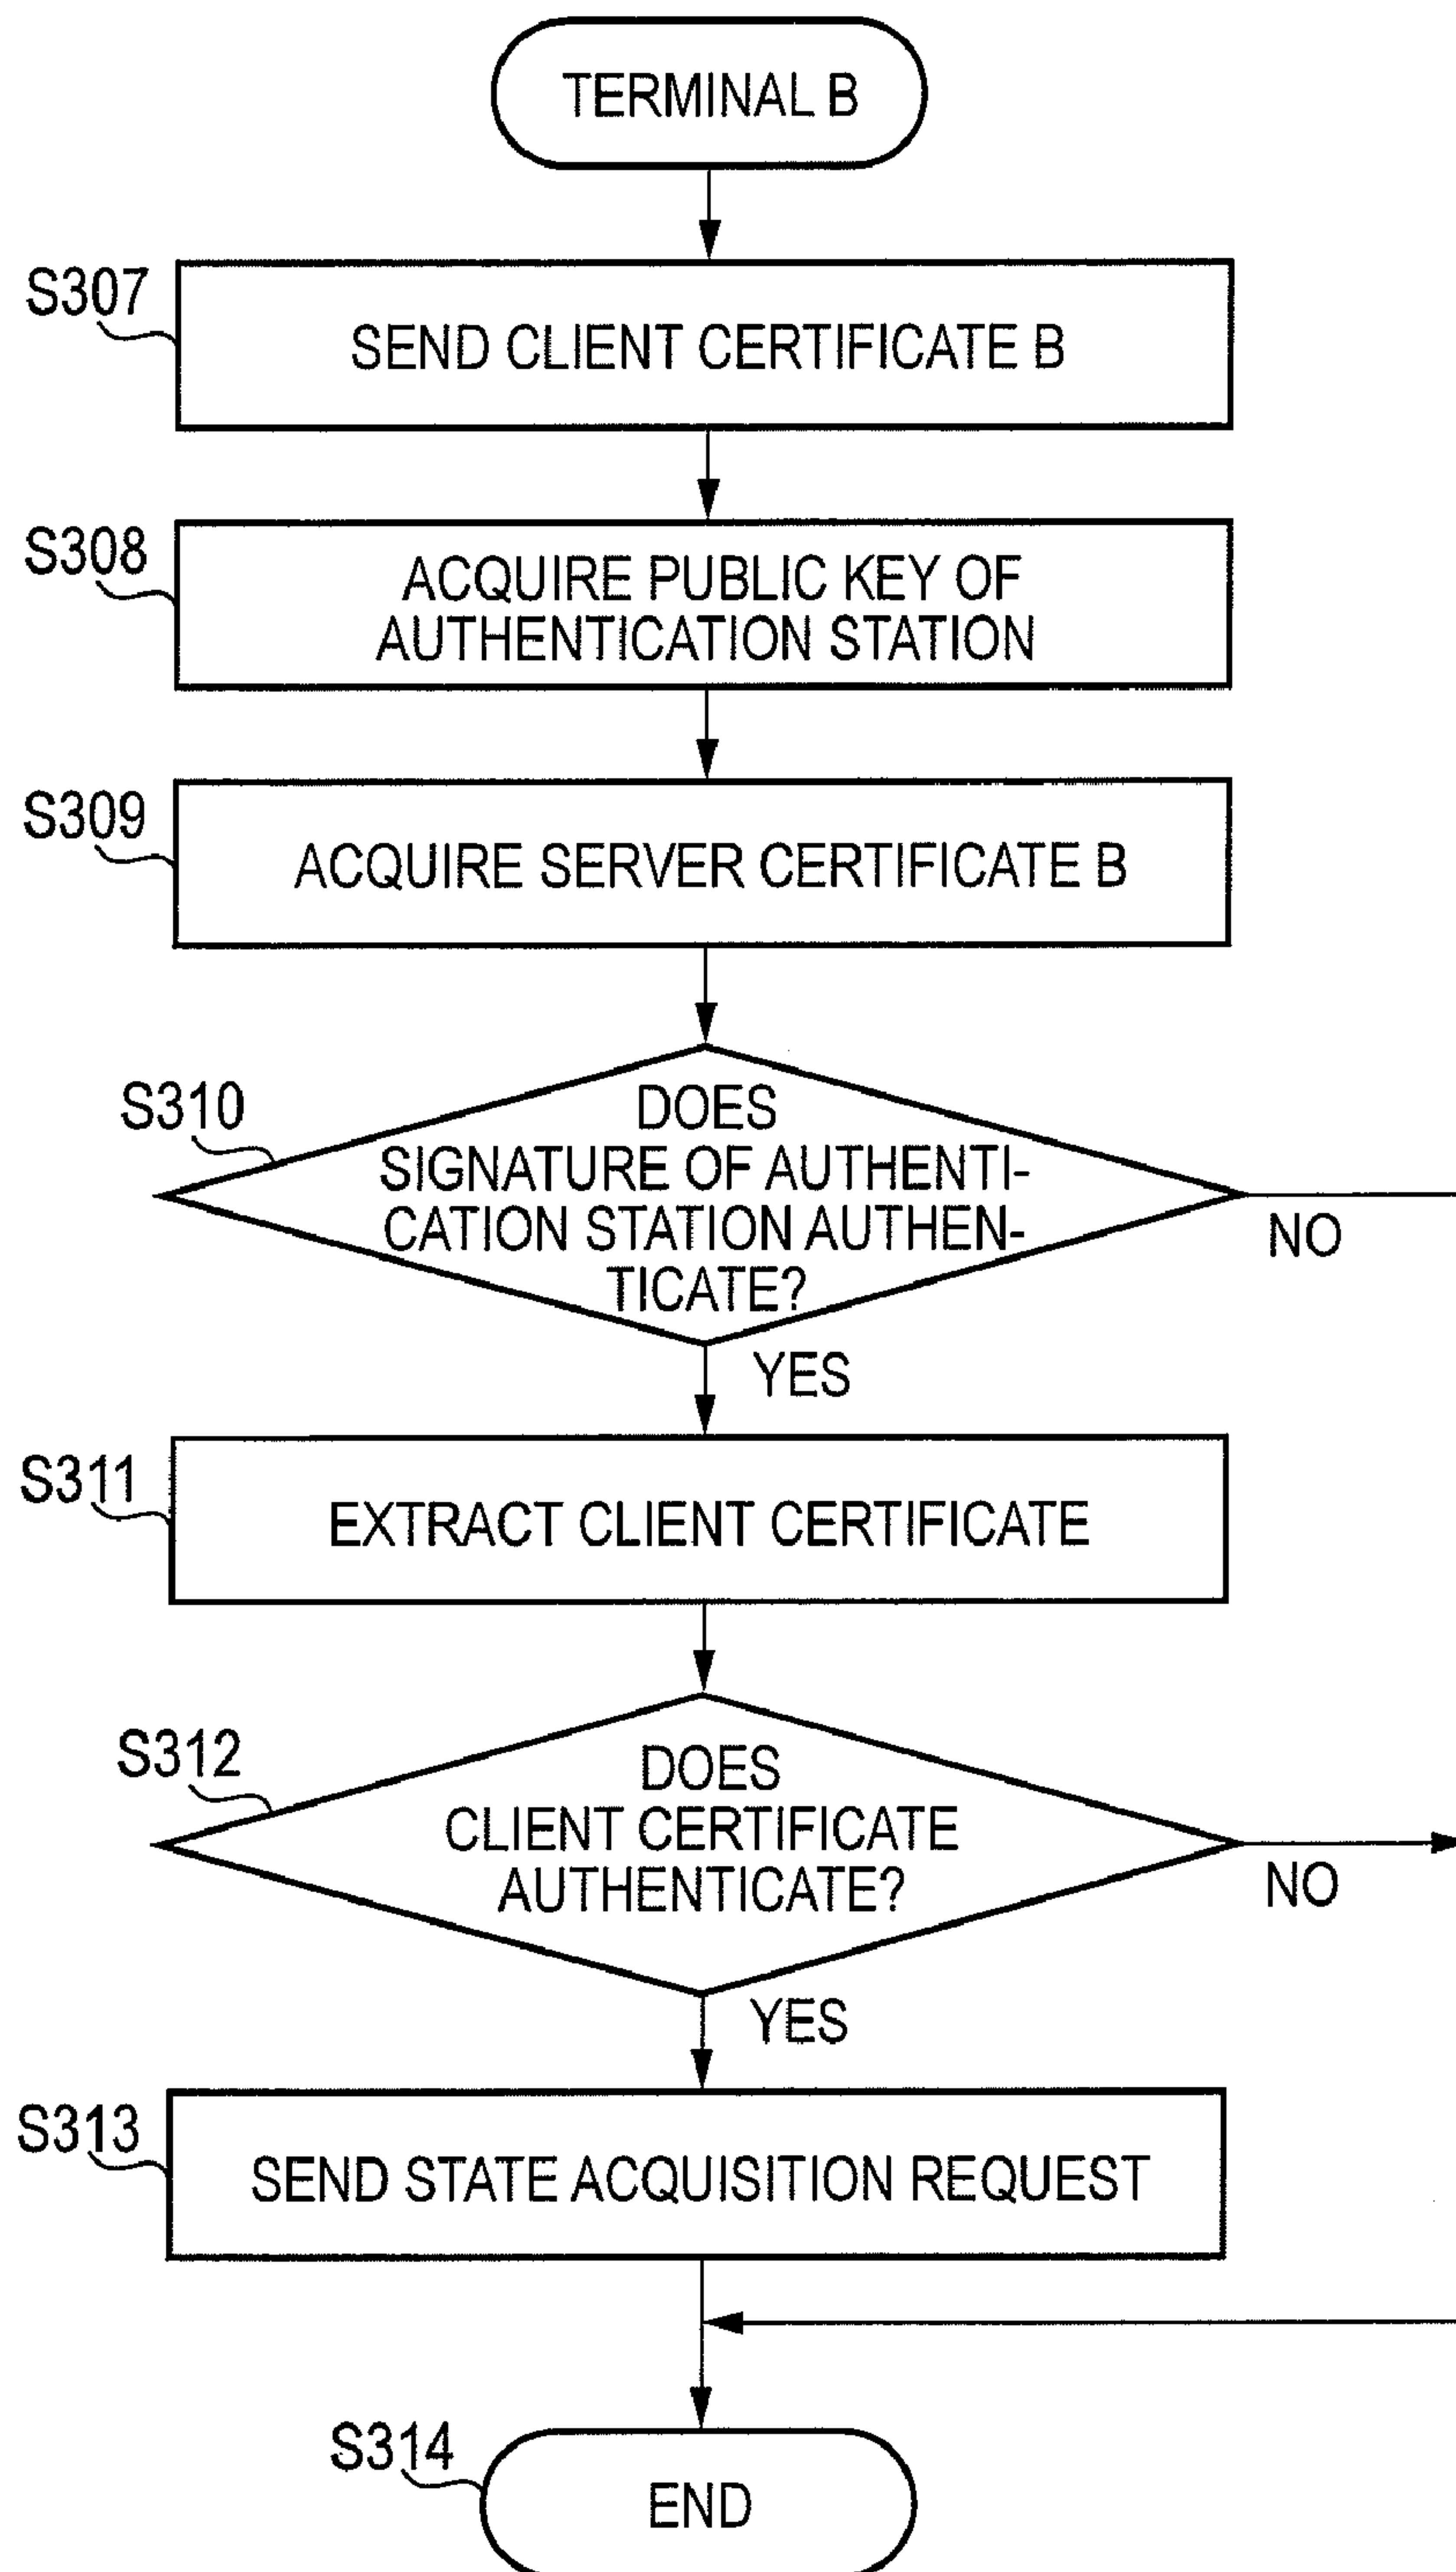 TERMINAL B
S307
SEND CLIENT CERTIFICATE B
S308
ACQUIRE PUBLIC KEY OF
AUTHENTICATION STATION
S309
ACQUIRE SERVER CERTIFICATE B
S310
DOES
SIGNATURE OF AUTHENTI-
CATION STATION AUTHEN-
TICATE?
NO
YES
S311
EXTRACT CLIENT CERTIFICATE
S312
DOES
CLIENT CERTIFICATE
AUTHENTICATE?
NO
YES
S313
SEND STATE ACQUISITION REQUEST
S314
END